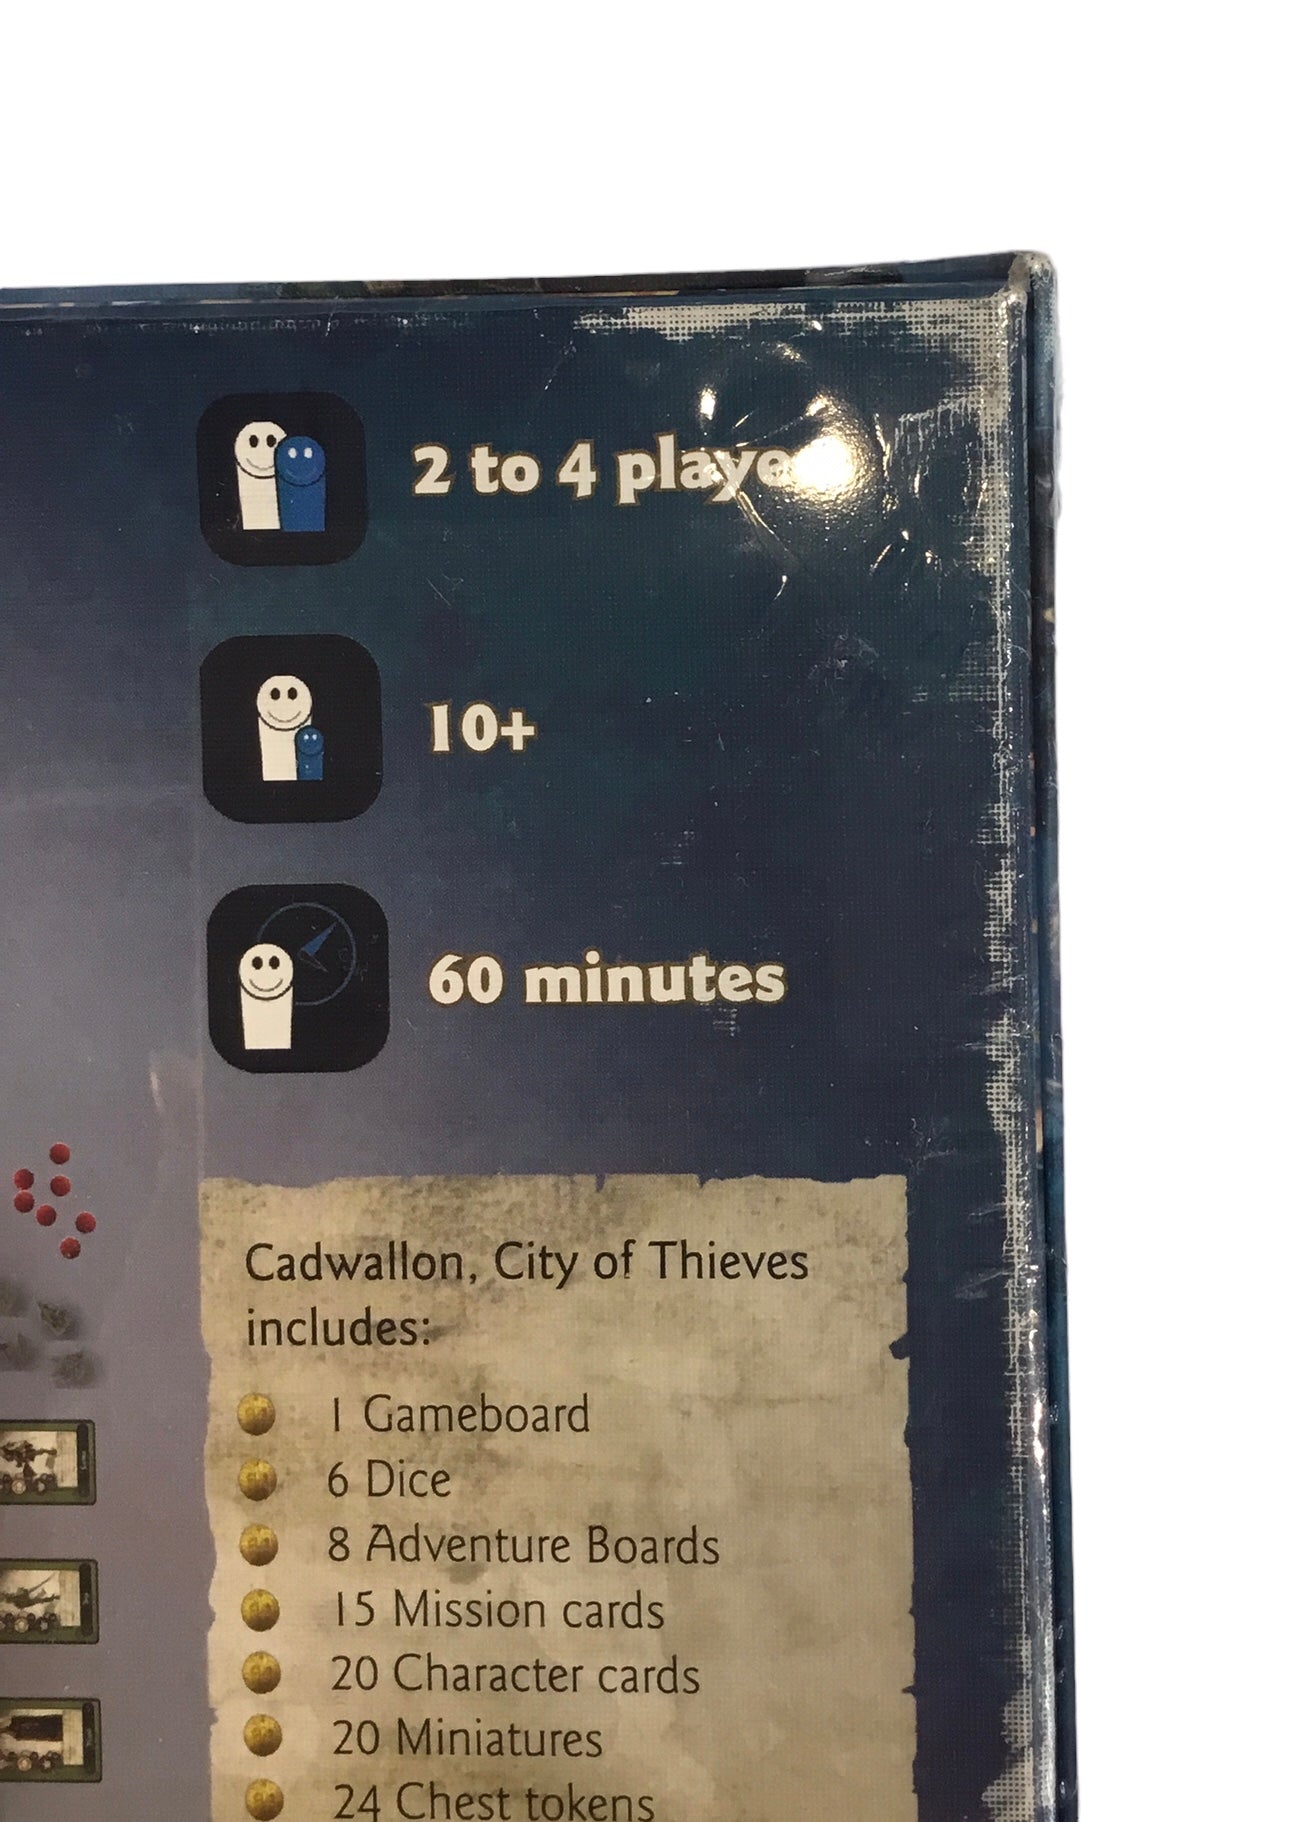 2 to 4
10+
60 minutes
Cadwallon, City of Thieves
includes:
1 Gameboard
6 Dice
8 Adventure Boards
15 Mission cards
20 Character cards
20 Miniatures
24 Chest tokens